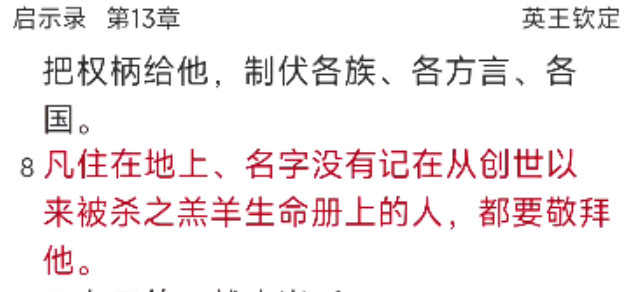 启示录 第13章 英王钦定
把权柄给他，制伏各族、各方言、各
国。
8 凡住在地上、名字没有记在从创世以
来被杀之羔羊生命册上的人，都要敬拜
他。